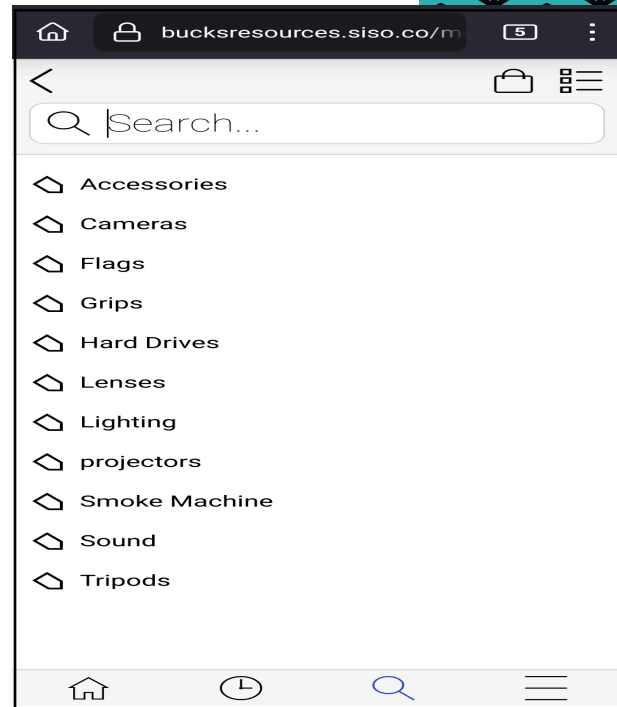 bucksresources.siso.co/m
5
Search...
Accessories
Cameras
Flags
Grips
Hard Drives
Lenses
Lighting
projectors
Smoke Machine
Sound
Tripods